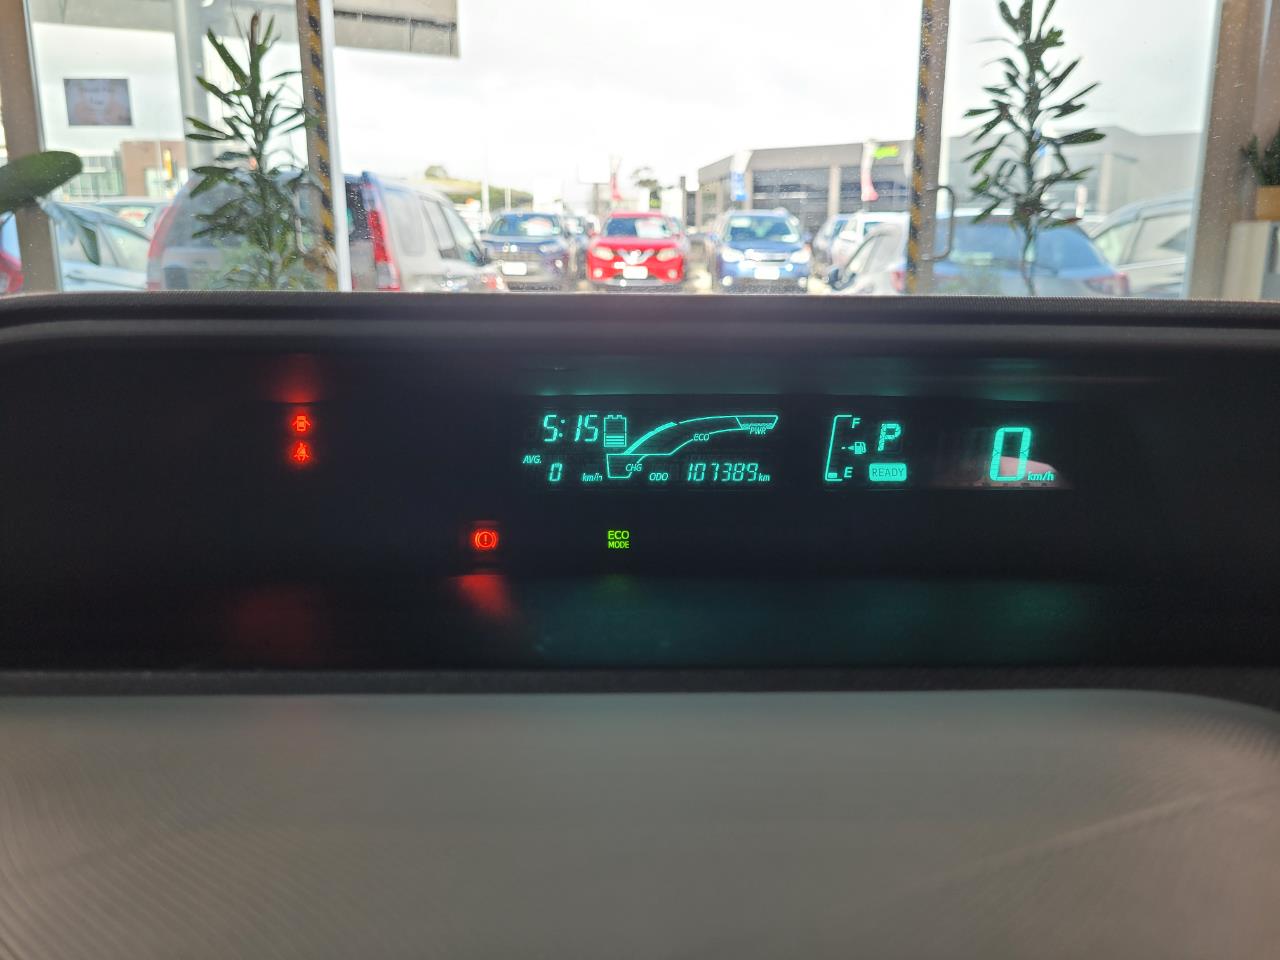 5:15
ECO
PWR
F
P
0
km/h
AVG.
0
km/h
CHG
ODO
107389 km
E
READY
ECO
MODE